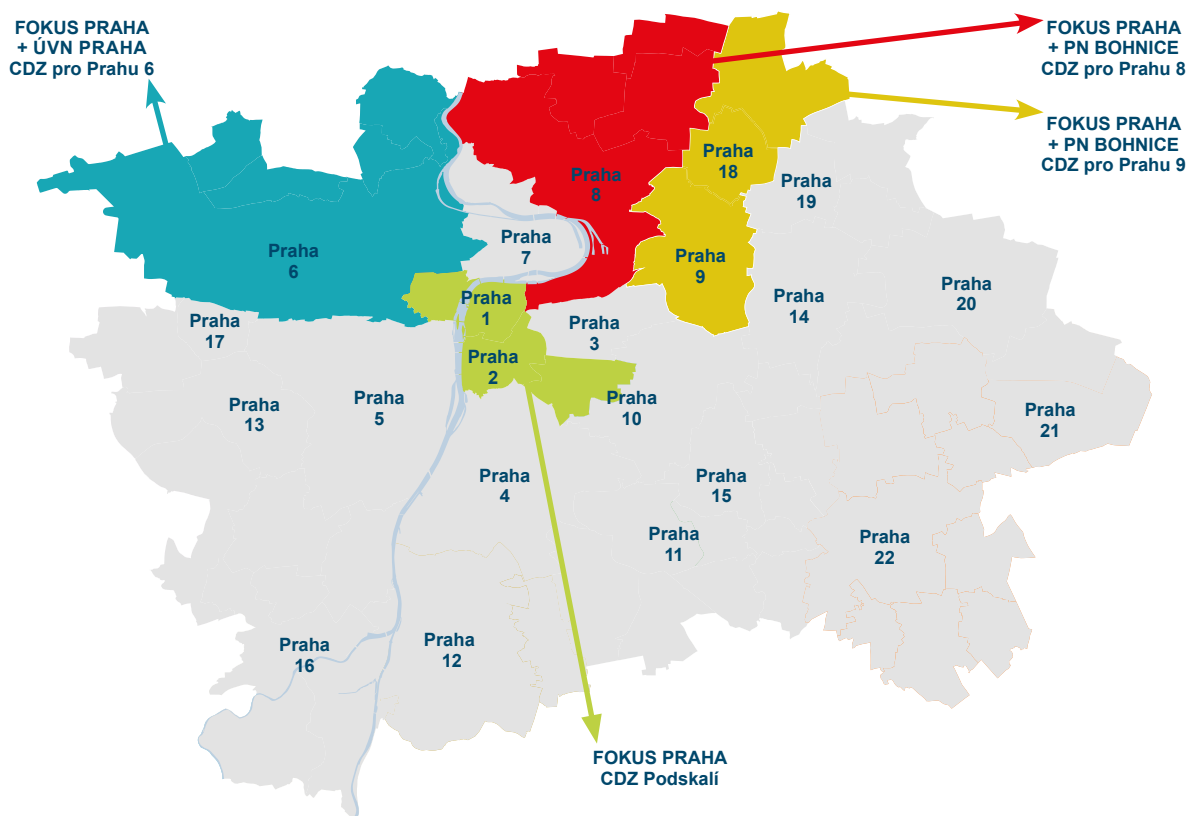 FOKUS PRAHA
+ ÚVN PRAHA
CDZ pro Prahu 6
FOKUS PRAHA
+ PN BOHNICE
CDZ pro Prahu 8
FOKUS PRAHA
+ PN BOHNICE
CDZ pro Prahu 9
Praha
18
Praha
8
Praha
19
Praha
7
Praha
6
Praha
9
Praha
1
Praha
20
Praha
14
Praha
17
Praha
3
Praha
2
Praha
5
Praha
13
Praha
10
Praha
21
Praha
4
Praha
15
Praha
11
Praha
22
Praha
16
Praha
12
FOKUS PRAHA
CDZ Podskalí